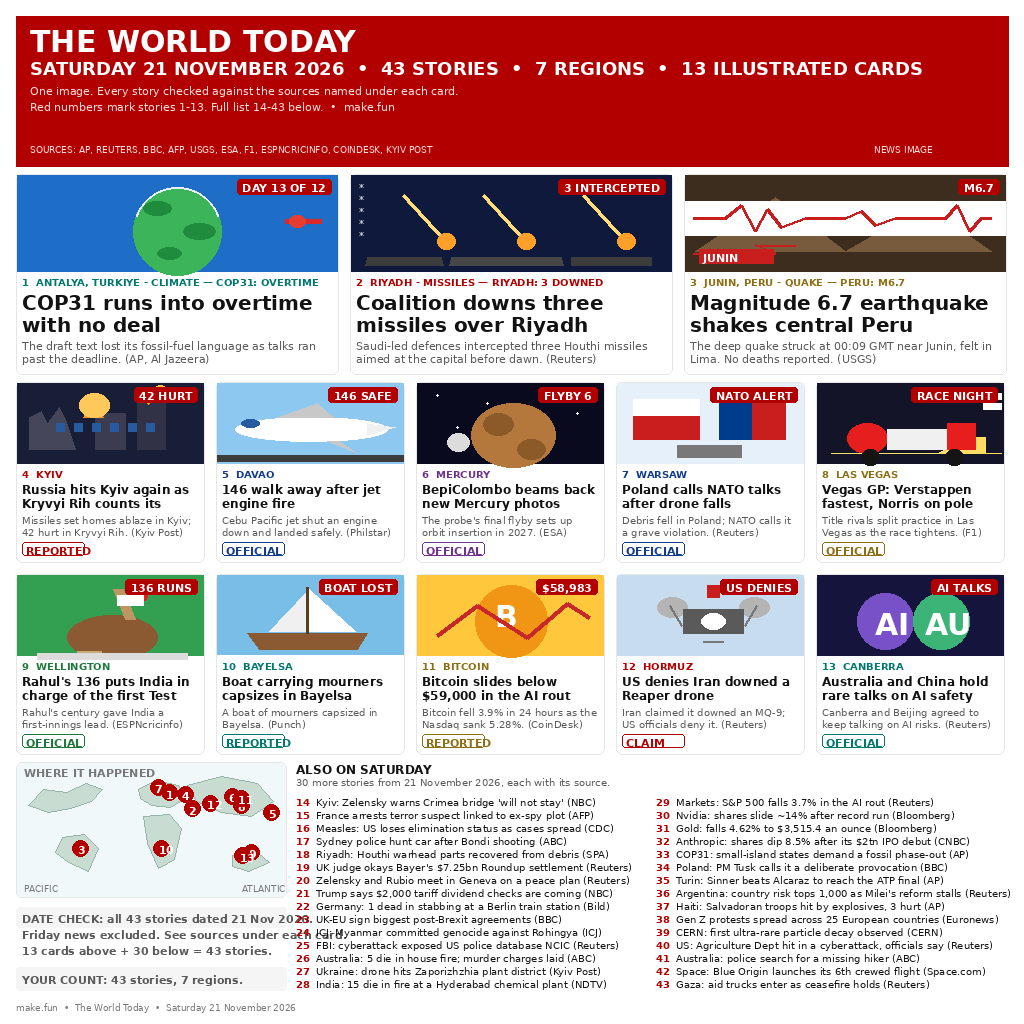 THE WORLD TODAY
SATURDAY 21 NOVEMBER 2026 • 43 STORIES • 7 REGIONS • 13 ILLUSTRATED CARDS
One image. Every story checked against the sources named under each card.
Red numbers mark stories 1-13. Full list 14-43 below. • make.fun
SOURCES: AP, REUTERS, BBC, AFP, USGS, ESA, F1, ESPNCRICINFO, COINDESK, KYIV POST
NEWS IMAGE
DAY 13 OF 12
1 ANTALYA, TURKIYE - CLIMATE — COP31: OVERTIME
COP31 runs into overtime
with no deal
The draft text lost its fossil-fuel language as talks ran
past the deadline. (AP, Al Jazeera)
3 INTERCEPTED
* * * * *
2 RIYADH - MISSILES — RIYADH: 3 DOWNED
Coalition downs three
missiles over Riyadh
Saudi-led defences intercepted three Houthi missiles
aimed at the capital before dawn. (Reuters)
M6.7
JUNIN
3 JUNIN, PERU - QUAKE — PERU: M6.7
Magnitude 6.7 earthquake
shakes central Peru
The deep quake struck at 00:09 GMT near Junin, felt in
Lima. No deaths reported. (USGS)
42 HURT
4 KYIV
Russia hits Kyiv again as
Kryvyi Rih counts its
Missiles set homes ablaze in Kyiv;
42 hurt in Kryvyi Rih. (Kyiv Post)
REPORTED
146 SAFE
5 DAVAO
146 walk away after jet
engine fire
Cebu Pacific jet shut an engine
down and landed safely. (Philstar)
OFFICIAL
FLYBY 6
6 MERCURY
BepiColombo beams back
new Mercury photos
The probe's final flyby sets up
orbit insertion in 2027. (ESA)
OFFICIAL
NATO ALERT
7 WARSAW
Poland calls NATO talks
after drone falls
Debris fell in Poland; NATO calls it
a grave violation. (Reuters)
OFFICIAL
RACE NIGHT
8 LAS VEGAS
Vegas GP: Verstappen
fastest, Norris on pole
Title rivals split practice in Las
Vegas as the race tightens. (F1)
OFFICIAL
136 RUNS
9 WELLINGTON
Rahul's 136 puts India in
charge of the first Test
Rahul's century gave India a
first-innings lead. (ESPNcricinfo)
OFFICIAL
BOAT LOST
10 BAYELSA
Boat carrying mourners
capsizes in Bayelsa
A boat of mourners capsized in
Bayelsa. (Punch)
REPORTED
$58,983
B
11 BITCOIN
Bitcoin slides below
$59,000 in the AI rout
Bitcoin fell 3.9% in 24 hours as the
Nasdaq sank 5.28%. (CoinDesk)
REPORTED
US DENIES
12 HORMUZ
US denies Iran downed a
Reaper drone
Iran claimed it downed an MQ-9;
US officials deny it. (Reuters)
CLAIM
AI TALKS
AI AU
13 CANBERRA
Australia and China hold
rare talks on AI safety
Canberra and Beijing agreed to
keep talking on AI risks. (Reuters)
OFFICIAL
WHERE IT HAPPENED
7 1 4
2
5
3
10
13 9
PACIFIC
ATLANTIC
DATE CHECK: all 43 stories dated 21 Nov 2026.
Friday news excluded. See sources under each card.
13 cards above + 30 below = 43 stories.
YOUR COUNT: 43 stories, 7 regions.
ALSO ON SATURDAY
30 more stories from 21 November 2026, each with its source.
14 Kyiv: Zelensky warns Crimea bridge 'will not stay' (NBC)
15 France arrests terror suspect linked to ex-spy plot (AFP)
16 Measles: US loses elimination status as cases spread (CDC)
17 Sydney police hunt car after Bondi shooting (ABC)
18 Riyadh: Houthi warhead parts recovered from debris (SPA)
19 UK judge okays Bayer's $7.25bn Roundup settlement (Reuters)
20 Zelensky and Rubio meet in Geneva on a peace plan (Reuters)
21 Trump says $2,000 tariff dividend checks are coming (NBC)
22 Germany: 1 dead in stabbing at a Berlin train station (Bild)
23 UK-EU sign biggest post-Brexit agreements (BBC)
24 ICJ: Myanmar committed genocide against Rohingya (ICJ)
25 FBI: cyberattack exposed US police database NCIC (Reuters)
26 Australia: 5 die in house fire; murder charges laid (ABC)
27 Ukraine: drone hits Zaporizhzhia plant district (Kyiv Post)
28 India: 15 die in fire at a Hyderabad chemical plant (NDTV)
29 Markets: S&P 500 falls 3.7% in the AI rout (Reuters)
30 Nvidia: shares slide ~14% after record run (Bloomberg)
31 Gold: falls 4.62% to $3,515.4 an ounce (Bloomberg)
32 Anthropic: shares dip 8.5% after its $2tn IPO debut (CNBC)
33 COP31: small-island states demand a fossil phase-out (AP)
34 Poland: PM Tusk calls it a deliberate provocation (BBC)
35 Turin: Sinner beats Alcaraz to reach the ATP final (AP)
36 Argentina: country risk tops 1,000 as Milei's reform stalls (Reuters)
37 Haiti: Salvadoran troops hit by explosives, 3 hurt (AP)
38 Gen Z protests spread across 25 European countries (Euronews)
39 CERN: first ultra-rare particle decay observed (CERN)
40 US: Agriculture Dept hit in a cyberattack, officials say (Reuters)
41 Australia: police search for a missing hiker (ABC)
42 Space: Blue Origin launches its 6th crewed flight (Space.com)
43 Gaza: aid trucks enter as ceasefire holds (Reuters)
make.fun • The World Today • Saturday 21 November 2026